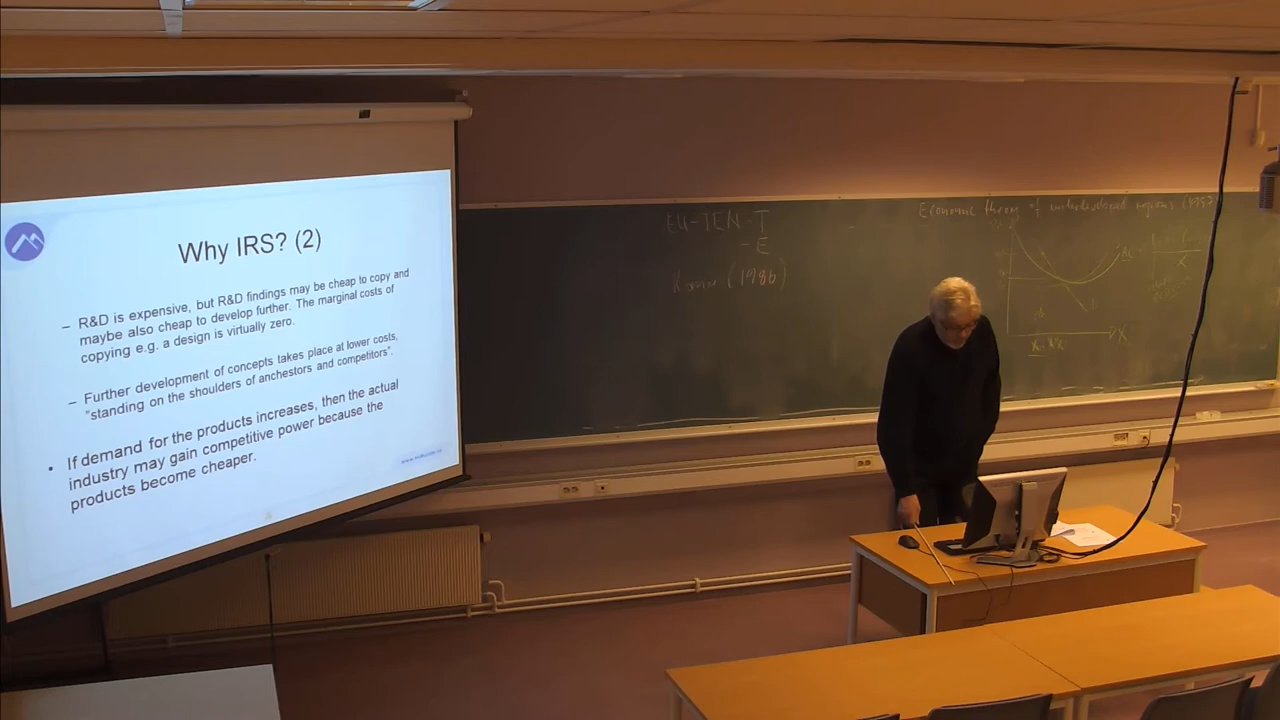 Why IRS? (2)
– R&D is expensive, but R&D findings may be cheap to copy and
maybe also cheap to develop further. The marginal costs of
copying e.g. a design is virtually zero.
– Further development of concepts takes place at lower costs,
"standing on the shoulders of anchestors and competitors".
• If demand for the products increases, then the actual
industry may gain competitive power because the
products become cheaper.
EU-TEN-T
- E
(1986)
Economic theory of underdeveloped regions